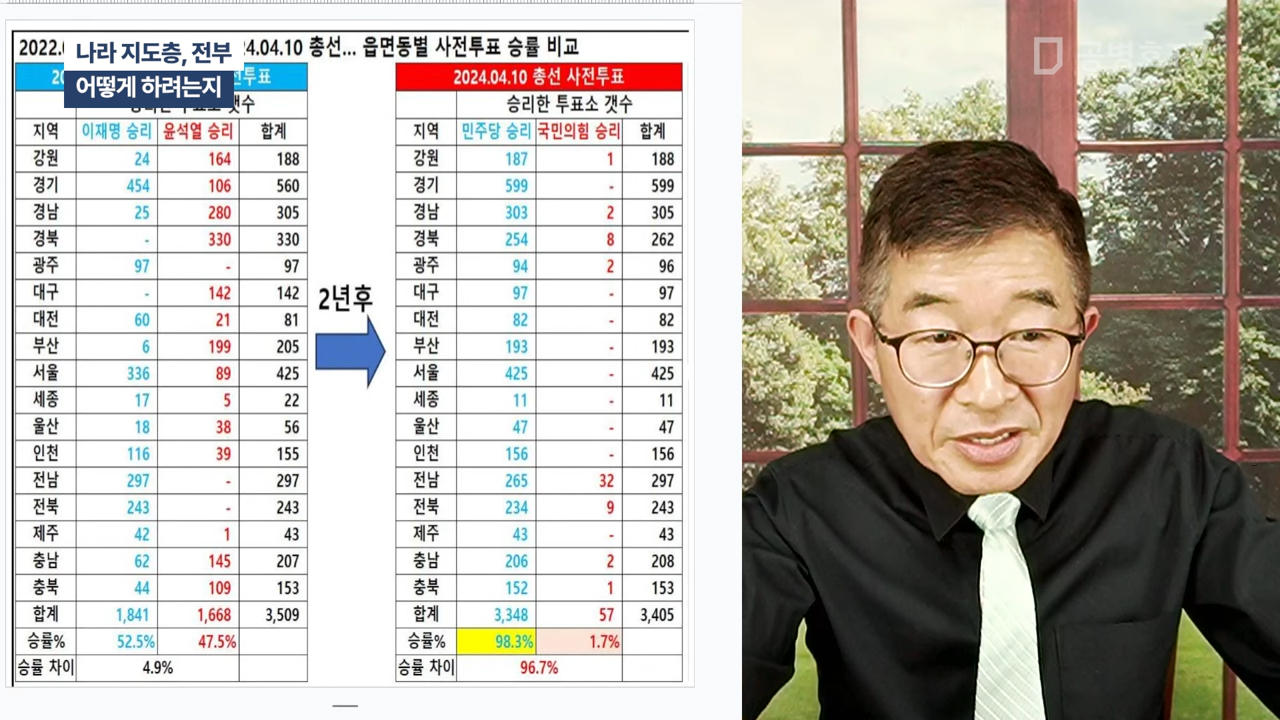 나라 지도층, 전부
어떻게 하려는지
2022. 24.04.10 총선... 읍면동별 사전투표 승률 비교
20 전투표
승리한 투표소 갯수
지역 이재명 승리 윤석열 승리 합계
강원 24 164 188
경기 454 106 560
경남 25 280 305
경북 - 330 330
광주 97 - 97
대구 - 142 142
대전 60 21 81
부산 6 199 205
서울 336 89 425
세종 17 5 22
울산 18 38 56
인천 116 39 155
전남 297 - 297
전북 243 - 243
제주 42 1 43
충남 62 145 207
충북 44 109 153
합계 1,841 1,668 3,509
승률% 52.5% 47.5%
승률 차이 4.9%
2년후
2024.04.10 총선 사전투표
승리한 투표소 갯수
지역 민주당 승리 국민의힘 승리 합계
강원 187 1 188
경기 599 - 599
경남 303 2 305
경북 254 8 262
광주 94 2 96
대구 97 - 97
대전 82 - 82
부산 193 - 193
서울 425 - 425
세종 11 - 11
울산 47 - 47
인천 156 - 156
전남 265 32 297
전북 234 9 243
제주 43 - 43
충남 206 2 208
충북 152 1 153
합계 3,348 57 3,405
승률% 98.3% 1.7%
승률 차이 96.7%